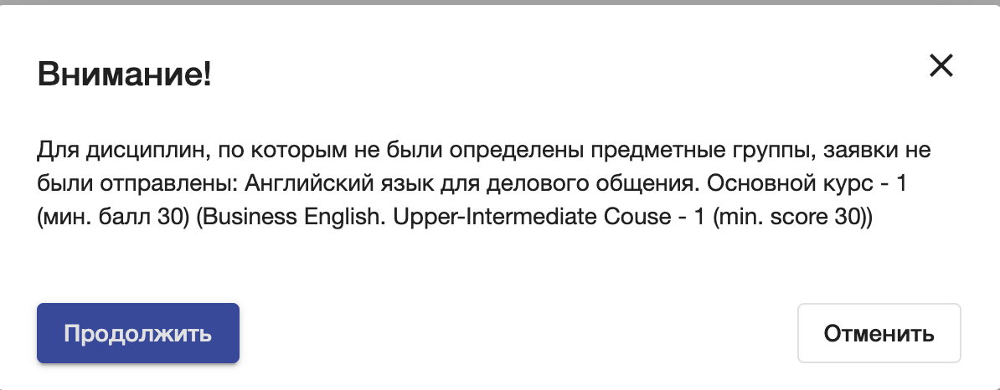 Внимание!
Для дисциплин, по которым не были определены предметные группы, заявки не
были отправлены: Английский язык для делового общения. Основной курс - 1
(мин. балл 30) (Business English. Upper-Intermediate Couse - 1 (min. score 30))
Продолжить
Отменить